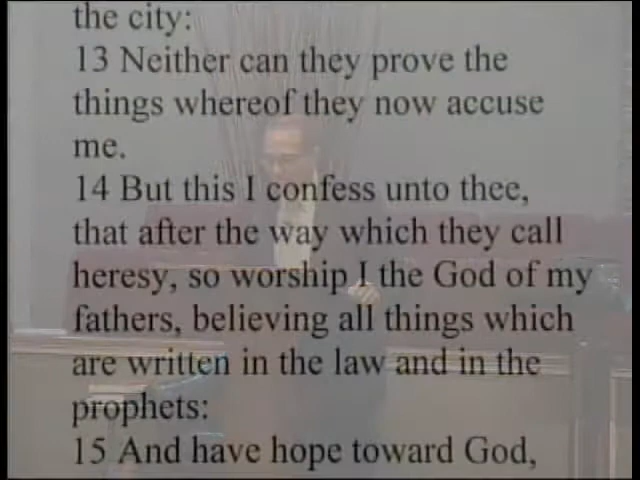 the city:
13 Neither can they prove the
things whereof they now accuse
me.
14 But this I confess unto thee,
that after the way which they call
heresy, so worship I the God of my
fathers, believing all things which
are written in the law and in the
prophets:
15 And have hope toward God,